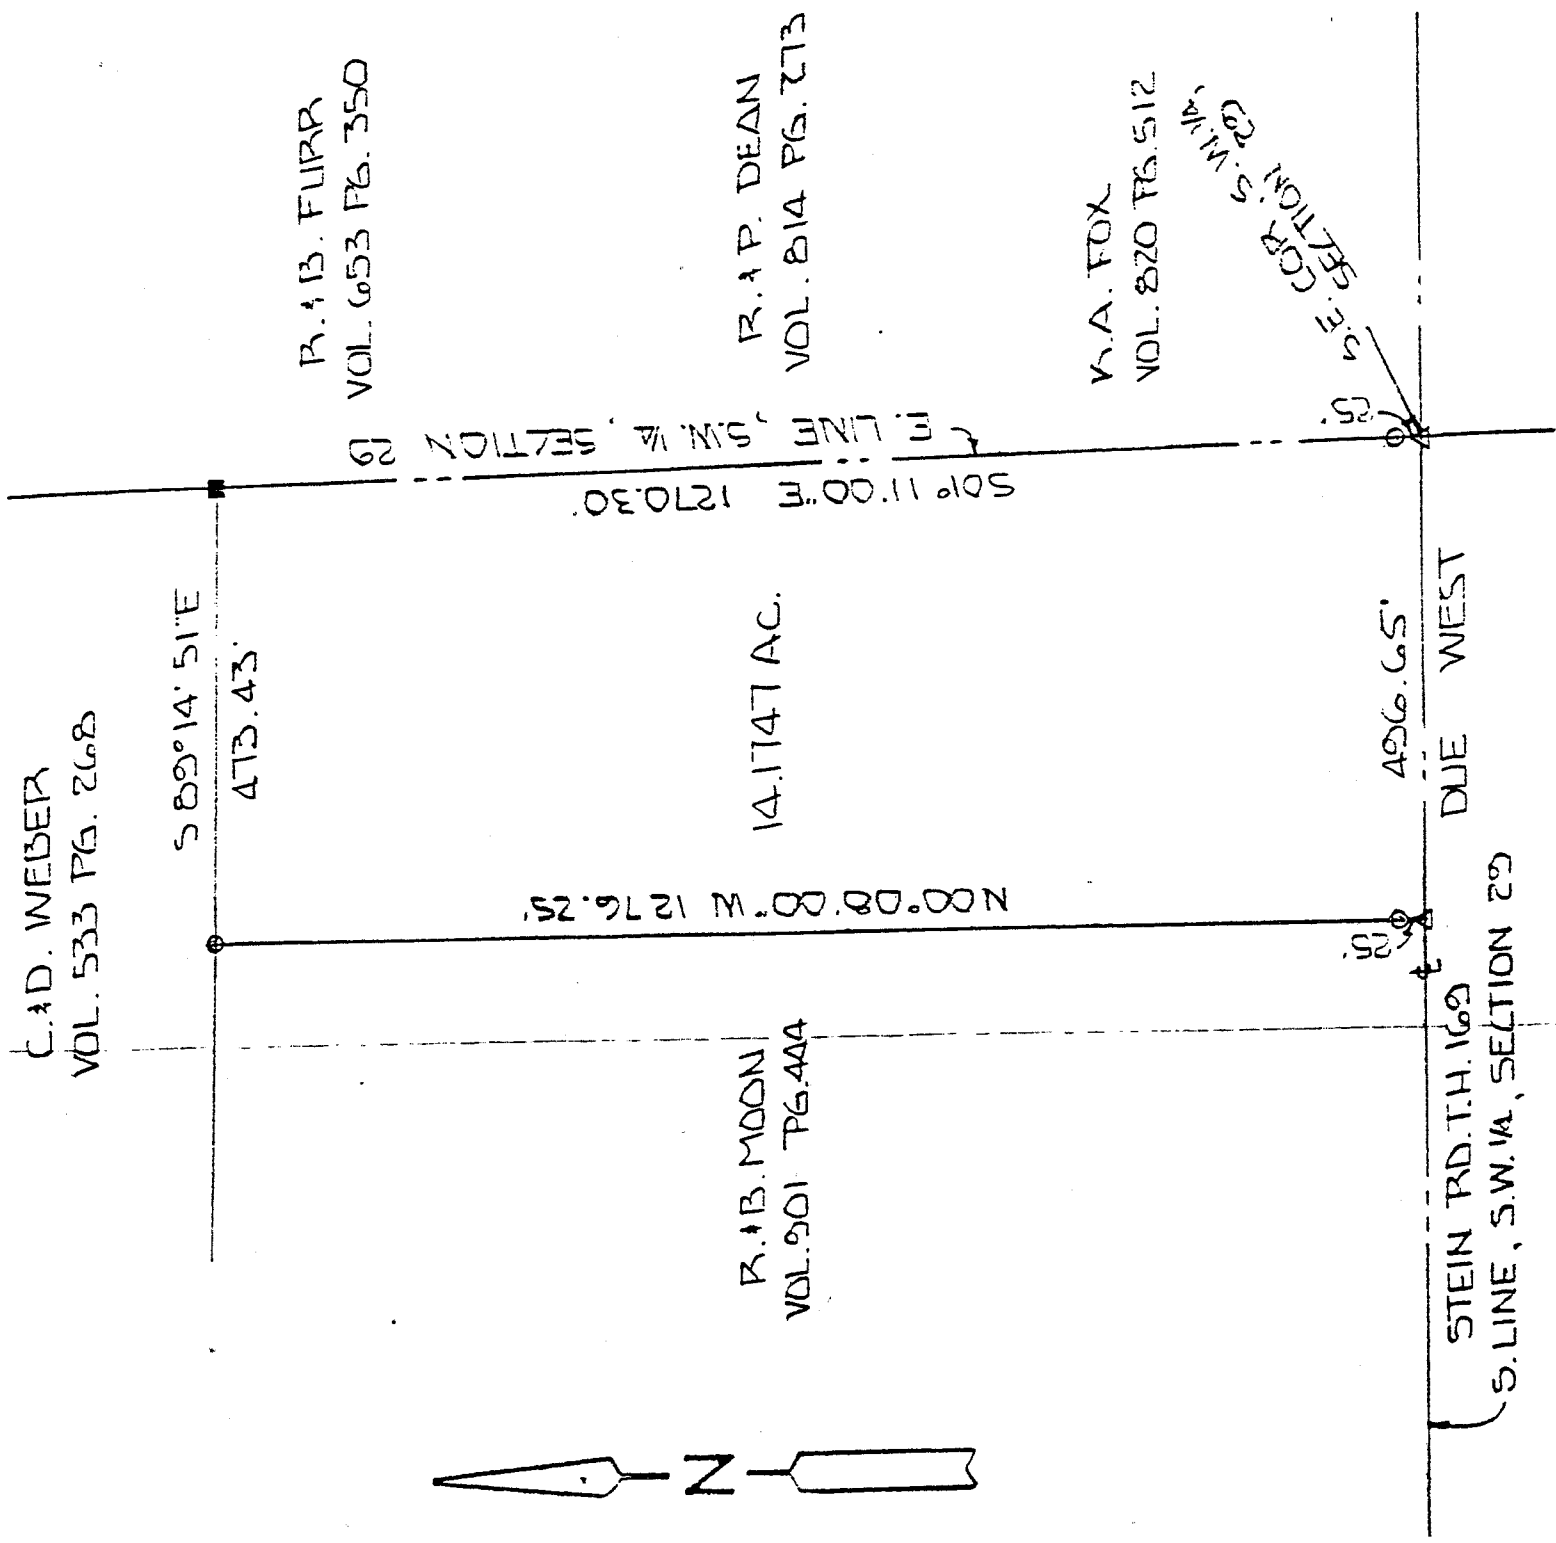 C. & D. WEBER
VOL. 533 PG. 268
S 89° 14' 51" E
473.43'
R. & B. FURR
VOL. 653 PG. 350
E. LINE, S.W. 1/4, SECTION 29
S01° 11' 00" E 1270.30'
R. & P. DEAN
VOL. 814 PG. 273
K.A. FOX
VOL. 820 PG. 512
S.E. COR. S.W. 1/4,
SECTION 29
25'
14.1747 AC.
N00° 08' 00" W 1276.25'
25'
R. & B. MOON
VOL. 901 PG. 444
496.65'
DUE WEST
STEIN RD. T.H. 169
S. LINE, S.W. 1/4, SECTION 29
N